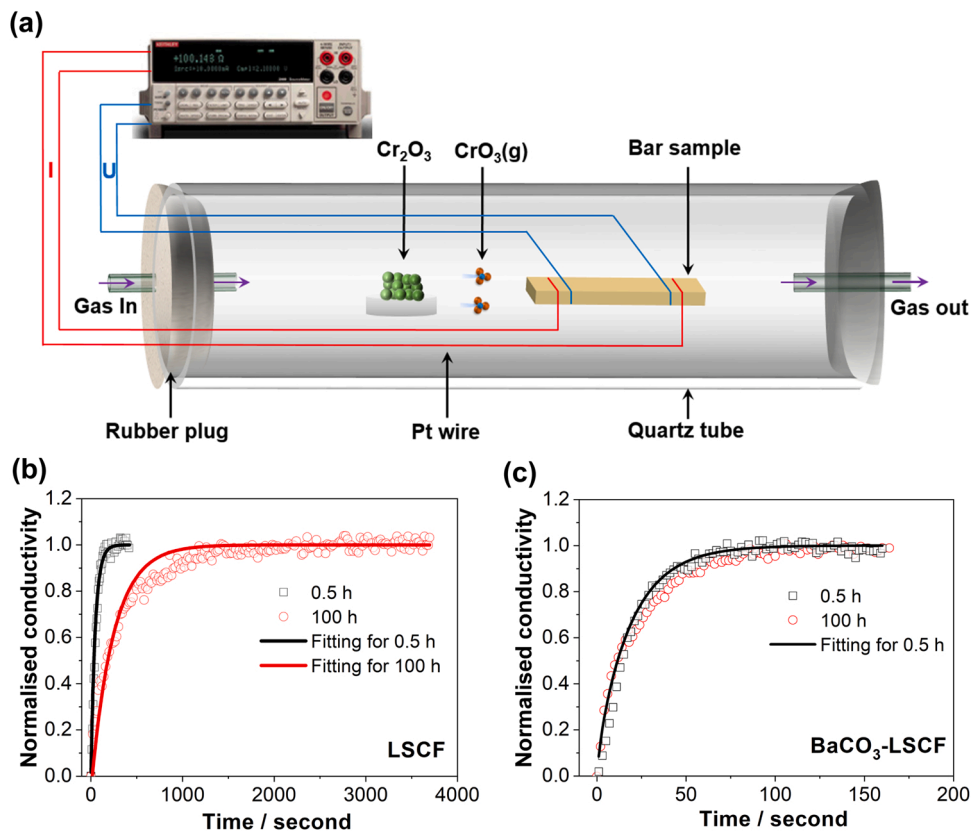 (a)
KEITHLEY
+100.148 Ω
I
U
Cr₂O₃
CrO₃(g)
Bar sample
Gas In
Gas out
Rubber plug
Pt wire
Quartz tube
(b)
Normalised conductivity
1.2
1.0
0.8
0.6
0.4
0.2
0.0
0.5 h
100 h
Fitting for 0.5 h
Fitting for 100 h
LSCF
0
1000
2000
3000
4000
Time / second
(c)
Normalised conductivity
1.2
1.0
0.8
0.6
0.4
0.2
0.0
0.5 h
100 h
Fitting for 0.5 h
BaCO₃-LSCF
0
50
100
150
200
Time / second